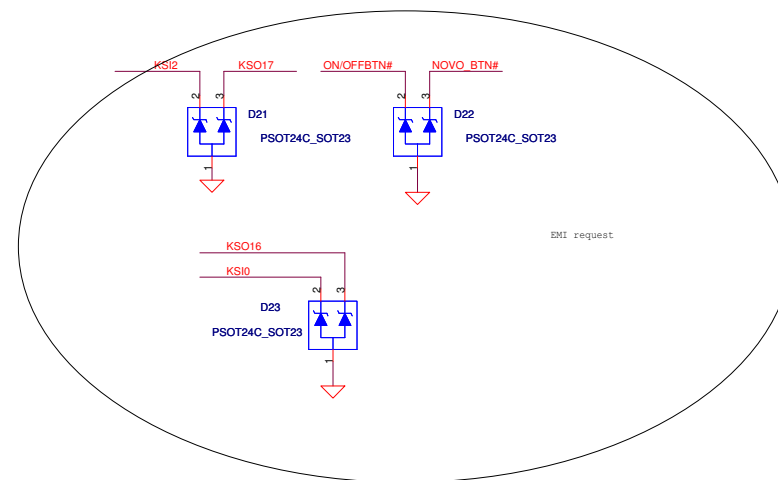 KSI2 KSO17 ON/OFFBTN# NOVO_BTN#
2 3 2 3
D21 D22
PSOT24C_SOT23 PSOT24C_SOT23
1 1
EMI request
KSO16
KSI0
2 3
D23
PSOT24C_SOT23
1